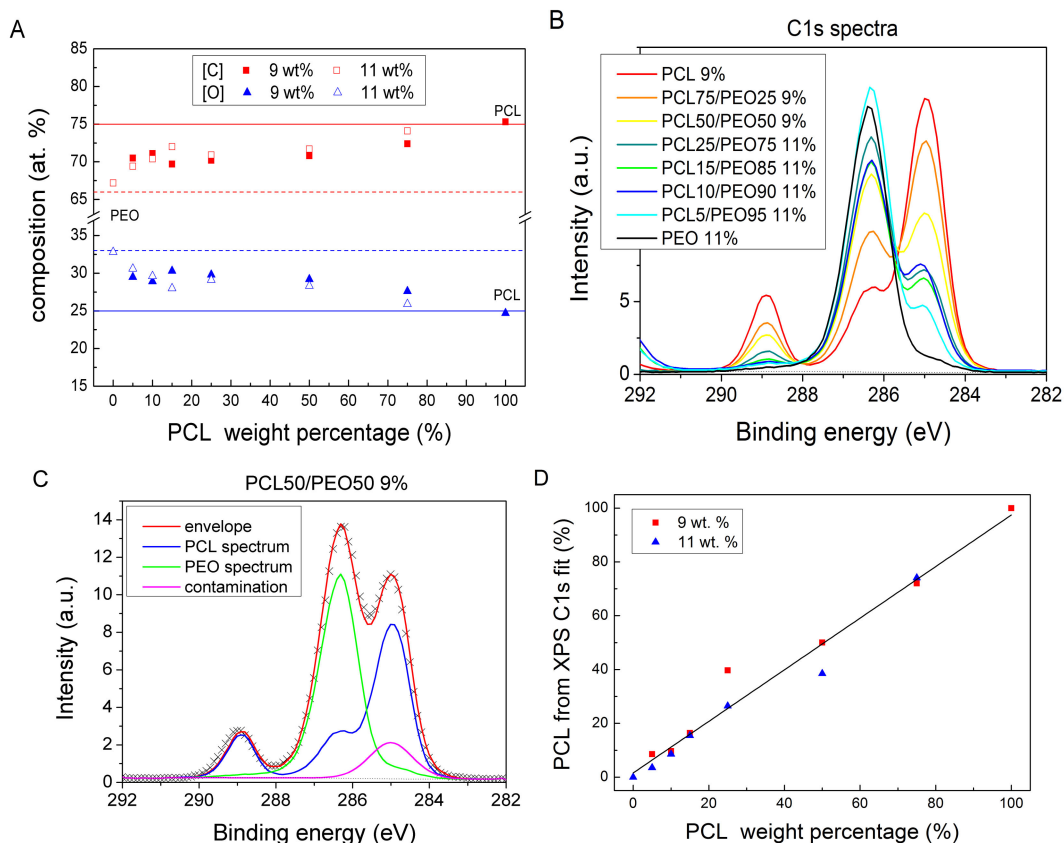 A
[C] 9 wt% 11 wt%
[O] 9 wt% 11 wt%
PCL
PEO
PCL
85
80
75
70
65
35
30
25
20
15
composition (at. %)
0 10 20 30 40 50 60 70 80 90 100
PCL weight percentage (%)
B
C1s spectra
PCL 9%
PCL75/PEO25 9%
PCL50/PEO50 9%
PCL25/PEO75 11%
PCL15/PEO85 11%
PCL10/PEO90 11%
PCL5/PEO95 11%
PEO 11%
Intensity (a.u.)
5
0
292 290 288 286 284 282
Binding energy (eV)
C
PCL50/PEO50 9%
envelope
PCL spectrum
PEO spectrum
contamination
14
12
10
8
6
4
2
0
Intensity (a.u.)
292 290 288 286 284 282
Binding energy (eV)
D
9 wt. %
11 wt. %
100
80
60
40
20
0
PCL from XPS C1s fit (%)
0 20 40 60 80 100
PCL weight percentage (%)